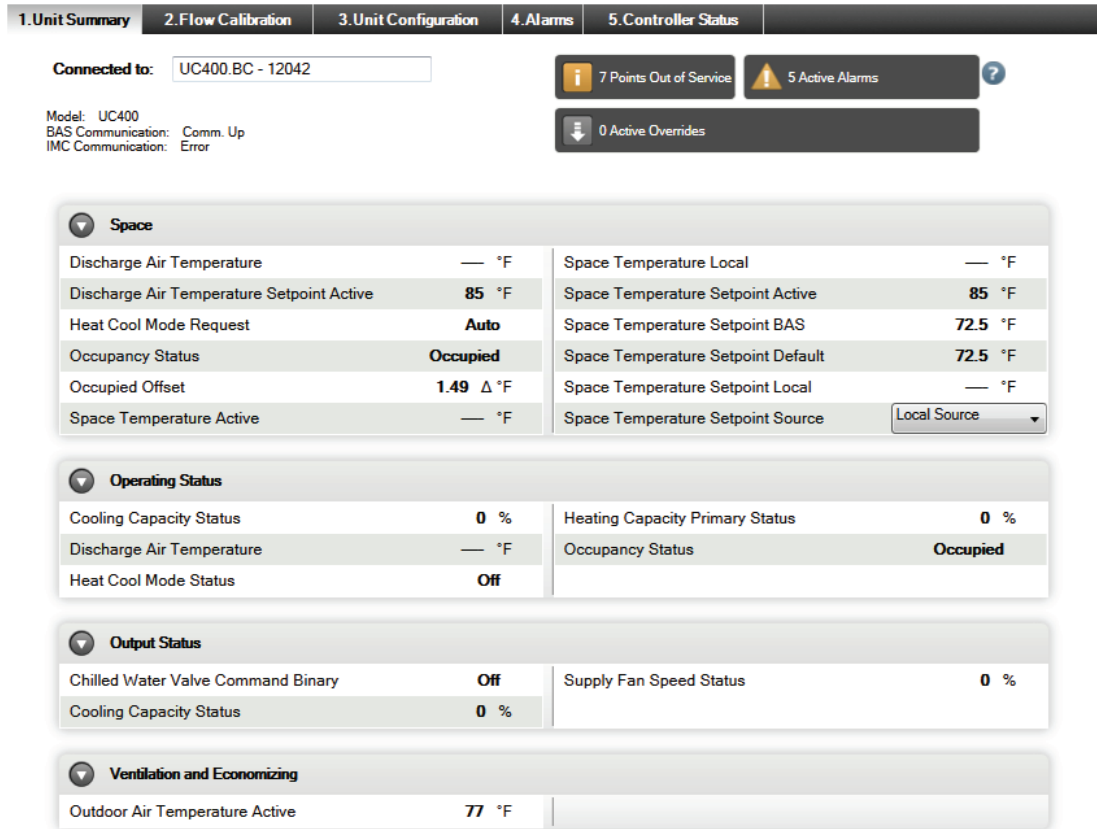 1.Unit Summary 2.Flow Calibration 3.Unit Configuration 4.Alarms 5.Controller Status
Connected to: UC400.BC - 12042
7 Points Out of Service 5 Active Alarms ?
Model: UC400
BAS Communication: Comm. Up
IMC Communication: Error
0 Active Overrides
Space
Discharge Air Temperature — °F Space Temperature Local — °F
Discharge Air Temperature Setpoint Active 85 °F Space Temperature Setpoint Active 85 °F
Heat Cool Mode Request Auto Space Temperature Setpoint BAS 72.5 °F
Occupancy Status Occupied Space Temperature Setpoint Default 72.5 °F
Occupied Offset 1.49 Δ °F Space Temperature Setpoint Local — °F
Space Temperature Active — °F Space Temperature Setpoint Source Local Source
Operating Status
Cooling Capacity Status 0 % Heating Capacity Primary Status 0 %
Discharge Air Temperature — °F Occupancy Status Occupied
Heat Cool Mode Status Off
Output Status
Chilled Water Valve Command Binary Off Supply Fan Speed Status 0 %
Cooling Capacity Status 0 %
Ventilation and Economizing
Outdoor Air Temperature Active 77 °F